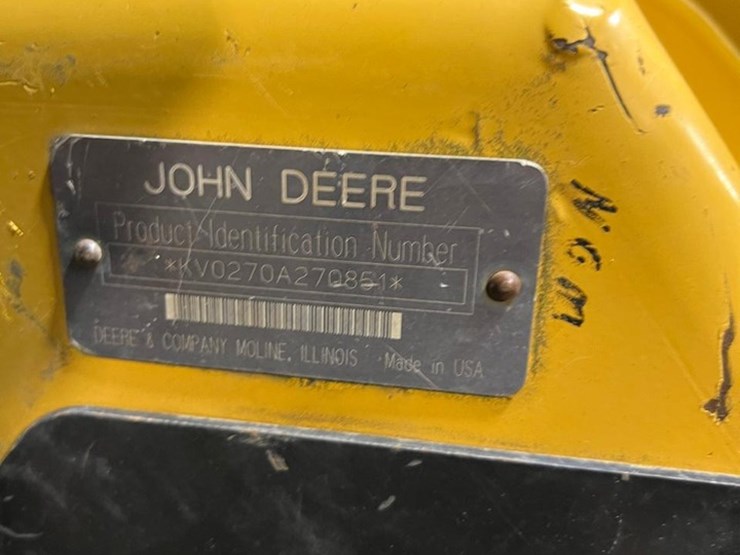 JOHN DEERE
Product Identification Number
*KV0270A270851*
DEERE & COMPANY MOLINE, ILLINOIS Made in USA